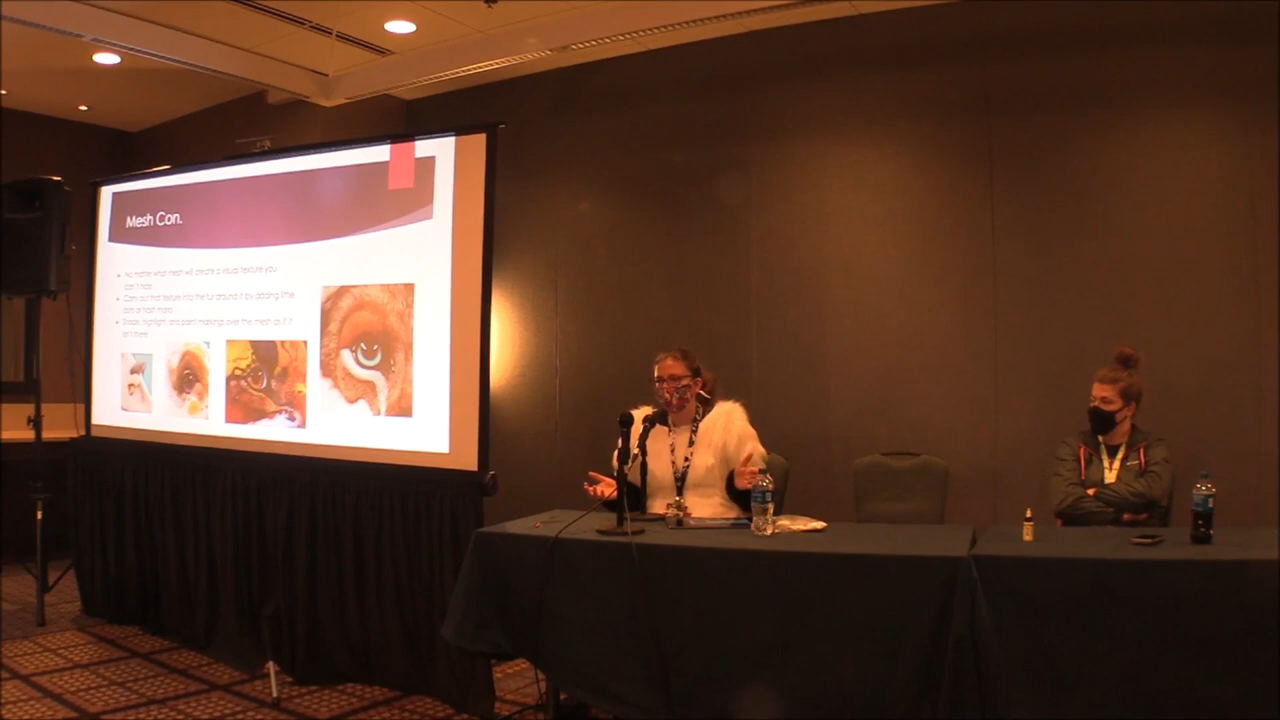 Mesh Con.
No matter what mesh will create a visual texture you
can't hide.
Carry out that texture into the fur around it by adding little
dots or hash marks
Shade, highlight, and paint markings over the mesh as if it
isn't there